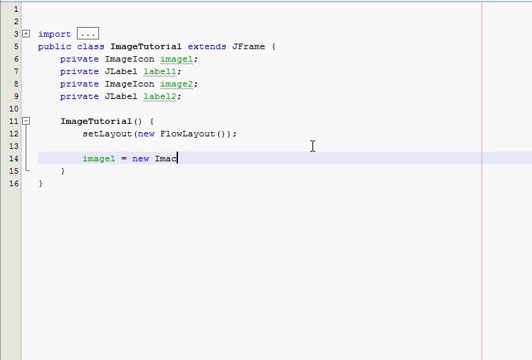 1
2
3 import ...
5 public class ImageTutorial extends JFrame {
6 private ImageIcon image1;
7 private JLabel label1;
8 private ImageIcon image2;
9 private JLabel label2;
10
11 ImageTutorial() {
12 setLayout(new FlowLayout());
13
14 image1 = new Imac
15 }
16 }